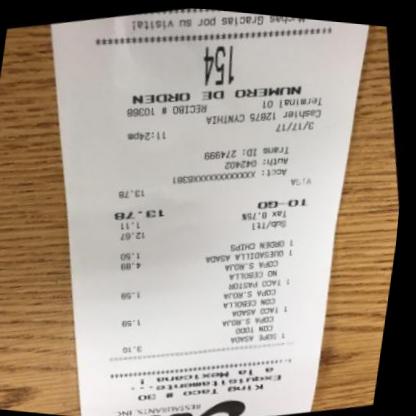 RESTAURANTS, INC
King Taco # 30
Exquisitamente...
a la Mexicana !
1 SOPE ASADA 3.10
CON TODO
COPA S.ROJA
1 TACO ASADA 1.59
CON CEBOLLA
COPA S.ROJA
1 TACO PASTOR 1.59
NO CEBOLLA
COPA S.ROJA
1 QUESADILLA ASADA 4.89
1 ORDEN CHIPS 1.50
Sub/ttl 12.67
Tax 8.75% 1.11
TO-GO 13.78
VISA 13.78
Acct: XXXXXXXXXXXX8381
Auth: 042402
Trans ID: 274999
3/17/17 11:24pm
Cashier 12875 CYNTHIA
Terminal 01 RECIBO # 10368
NUMERO DE ORDEN
154
Muchas Gracias por su visita!